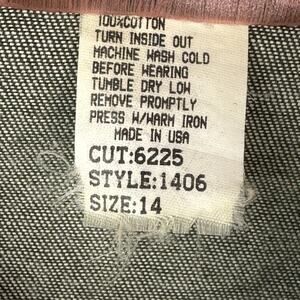 100%COTTON
TURN INSIDE OUT
MACHINE WASH COLD
BEFORE WEARING
TUMBLE DRY LOW
REMOVE PROMPTLY
PRESS W/WARM IRON
MADE IN USA
CUT:6225
STYLE:1406
SIZE:14